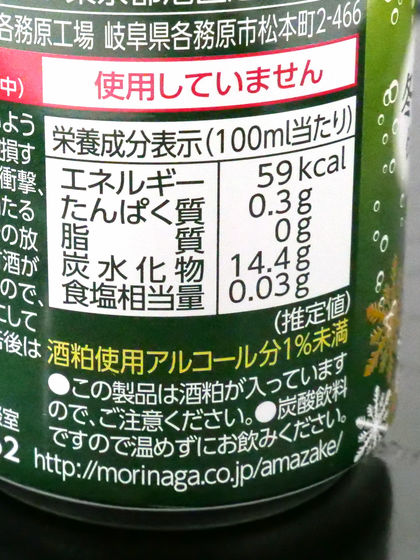 各務原工場 岐阜県各務原市松本町2-466
中)
使用していません
栄養成分表示(100ml当たり)
エネルギー 59kcal
たんぱく質 0.3g
脂質 0g
炭水化物 14.4g
食塩相当量 0.03g
(推定値)
酒粕使用アルコール分1%未満
●この製品は酒粕が入っています
ので、ご注意ください。●炭酸飲料
ですので温めずにお飲みください。
http://morinaga.co.jp/amazake/